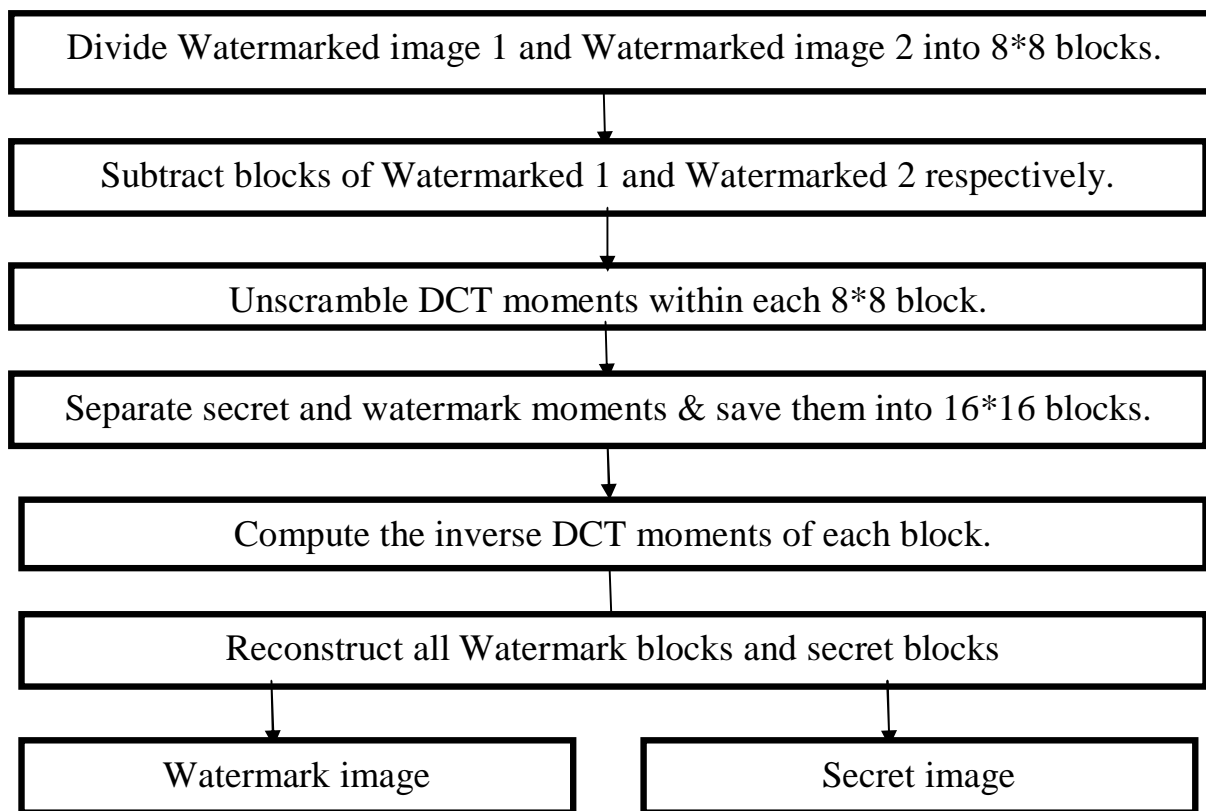 Divide Watermarked image 1 and Watermarked image 2 into 8*8 blocks.
Subtract blocks of Watermarked 1 and Watermarked 2 respectively.
Unscramble DCT moments within each 8*8 block.
Separate secret and watermark moments & save them into 16*16 blocks.
Compute the inverse DCT moments of each block.
Reconstruct all Watermark blocks and secret blocks
Watermark image
Secret image